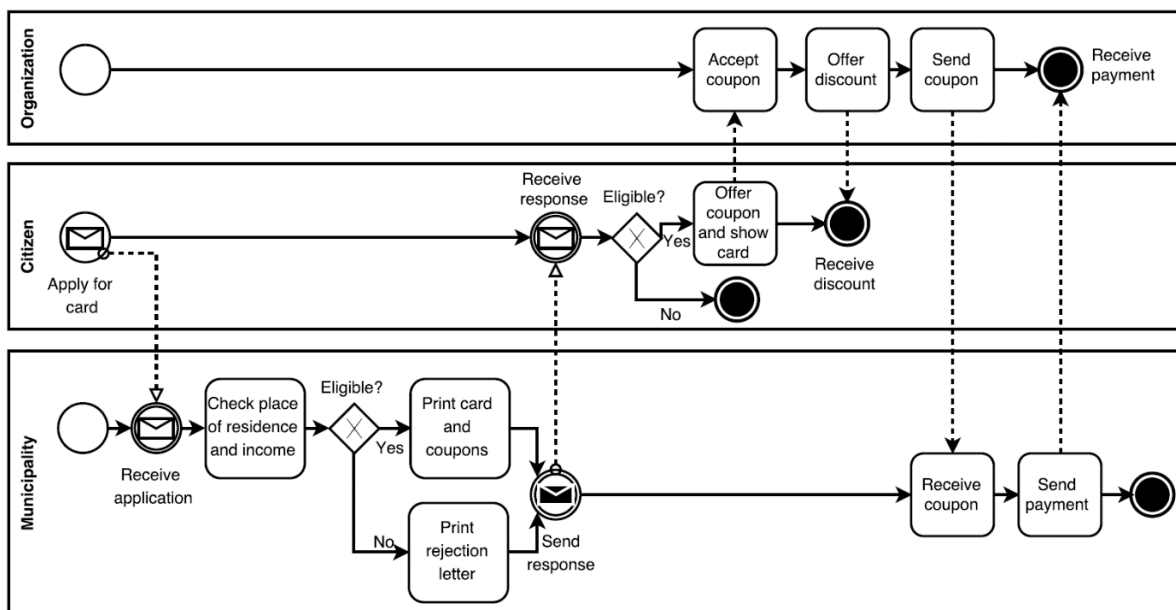 Organization
Accept
coupon
Offer
discount
Send
coupon
Receive
payment
Citizen
Apply for
card
Receive
response
Eligible?
Yes
No
Offer
coupon
and show
card
Receive
discount
Municipality
Receive
application
Check place
of residence
and income
Eligible?
Yes
No
Print card
and
coupons
Print
rejection
letter
Send
response
Receive
coupon
Send
payment